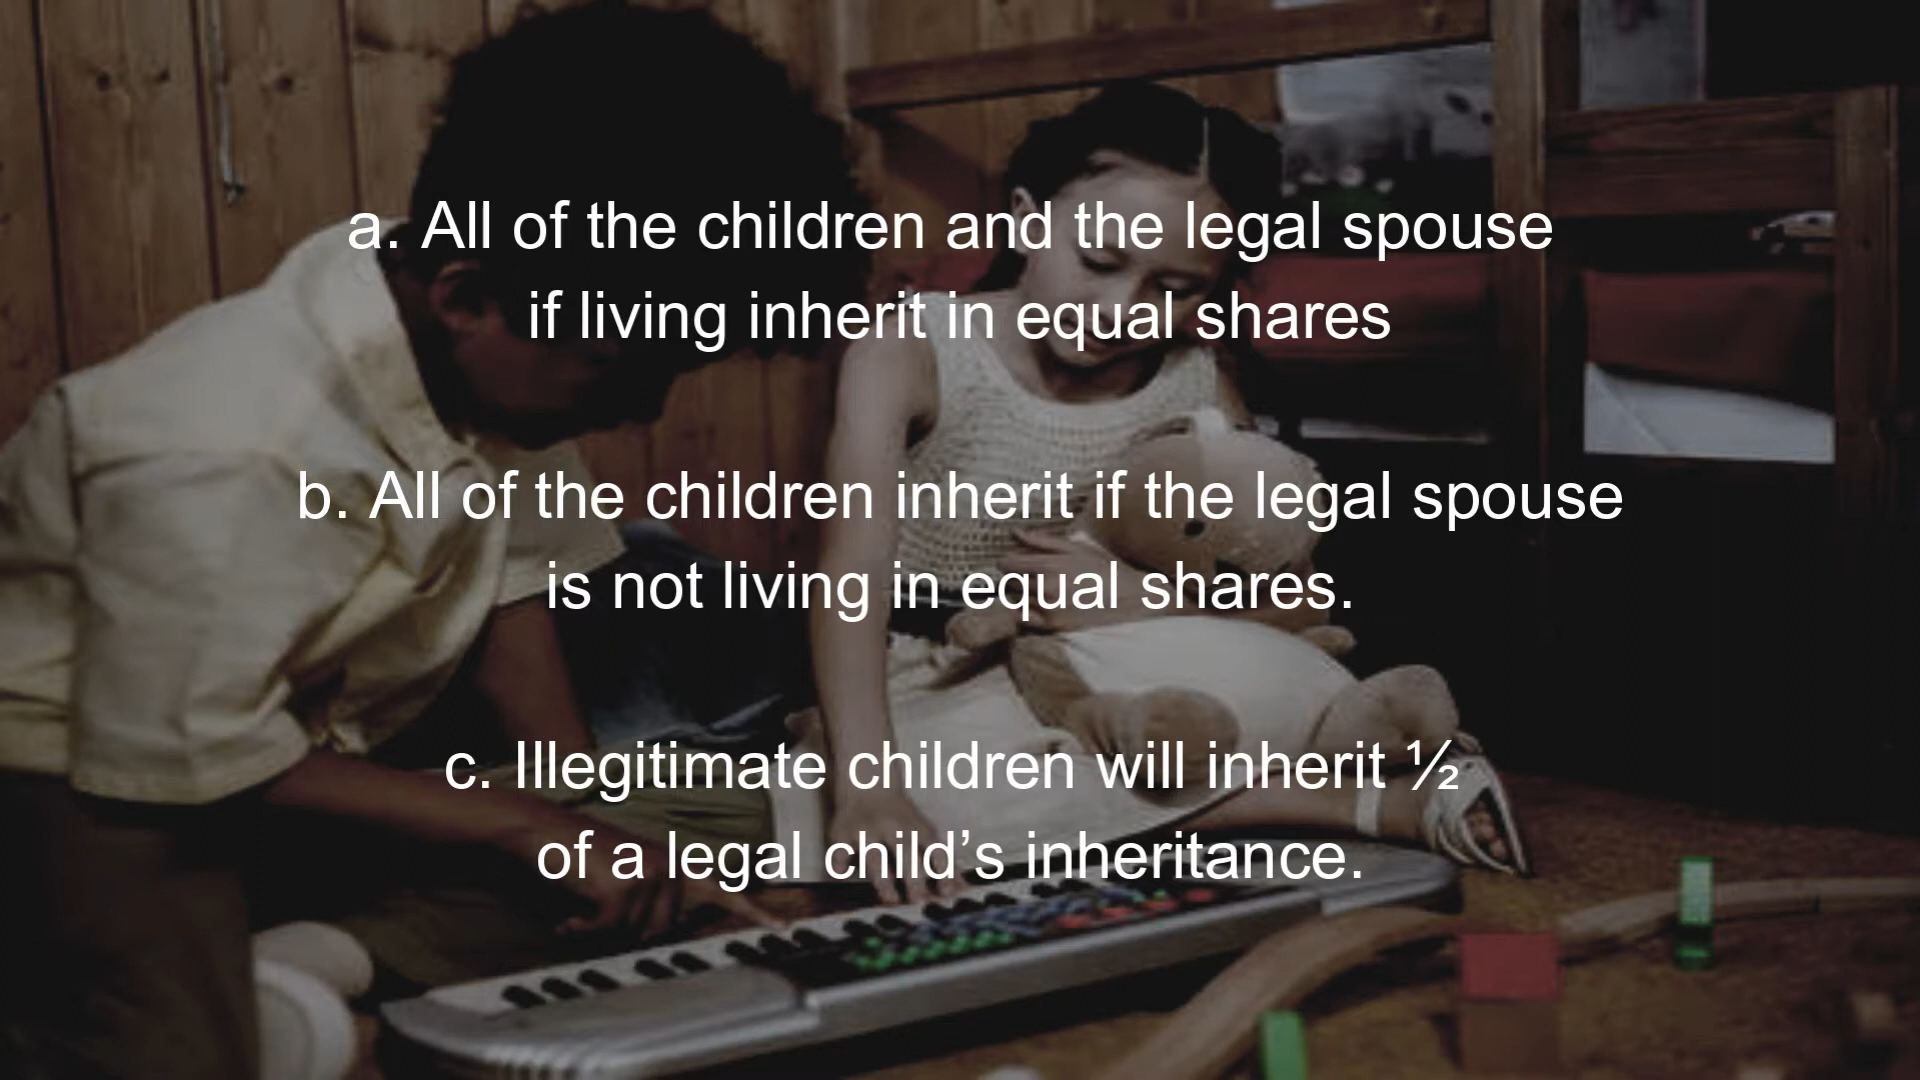 a. All of the children and the legal spouse
if living inherit in equal shares
b. All of the children inherit if the legal spouse
is not living in equal shares.
c. Illegitimate children will inherit ½
of a legal child’s inheritance.